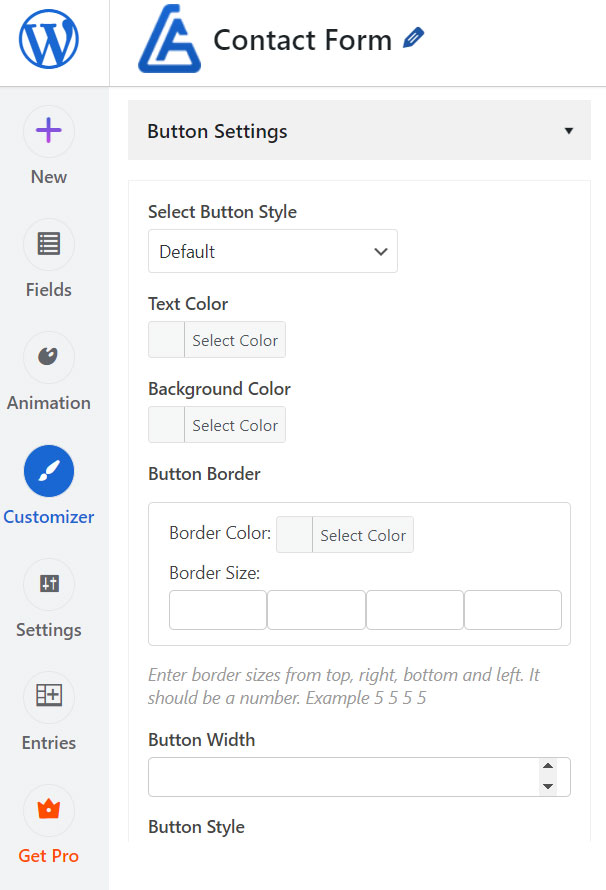 Contact Form
New
Fields
Animation
Customizer
Settings
Entries
Get Pro
Button Settings
Select Button Style
Default
Text Color
Select Color
Background Color
Select Color
Button Border
Border Color: Select Color
Border Size:
Enter border sizes from top, right, bottom and left. It
should be a number. Example 5 5 5 5
Button Width
Button Style